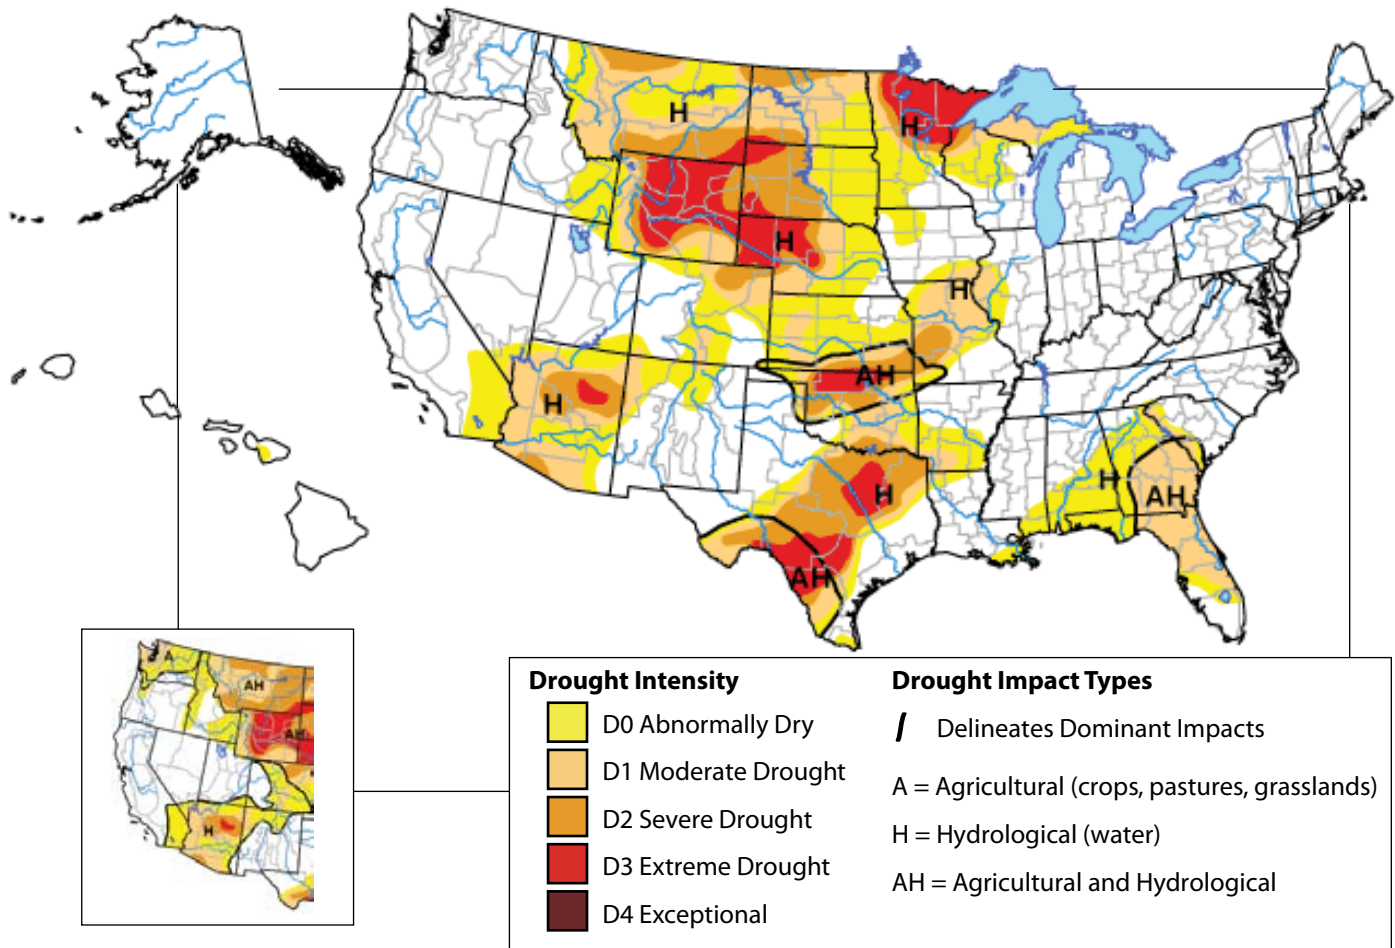 H
H
H
H
AH
H
H
H
AH
AH
A
AH
AH
H
Drought Intensity
D0 Abnormally Dry
D1 Moderate Drought
D2 Severe Drought
D3 Extreme Drought
D4 Exceptional
Drought Impact Types
Delineates Dominant Impacts
A = Agricultural (crops, pastures, grasslands)
H = Hydrological (water)
AH = Agricultural and Hydrological